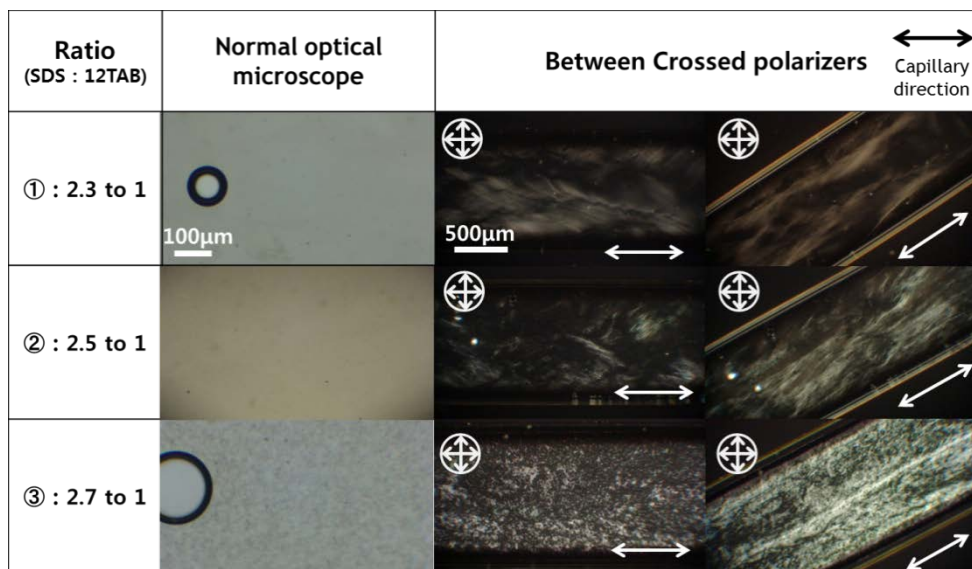 Ratio
(SDS : 12TAB)
Normal optical
microscope
Between Crossed polarizers
Capillary
direction
① : 2.3 to 1
100μm
500μm
② : 2.5 to 1
③ : 2.7 to 1